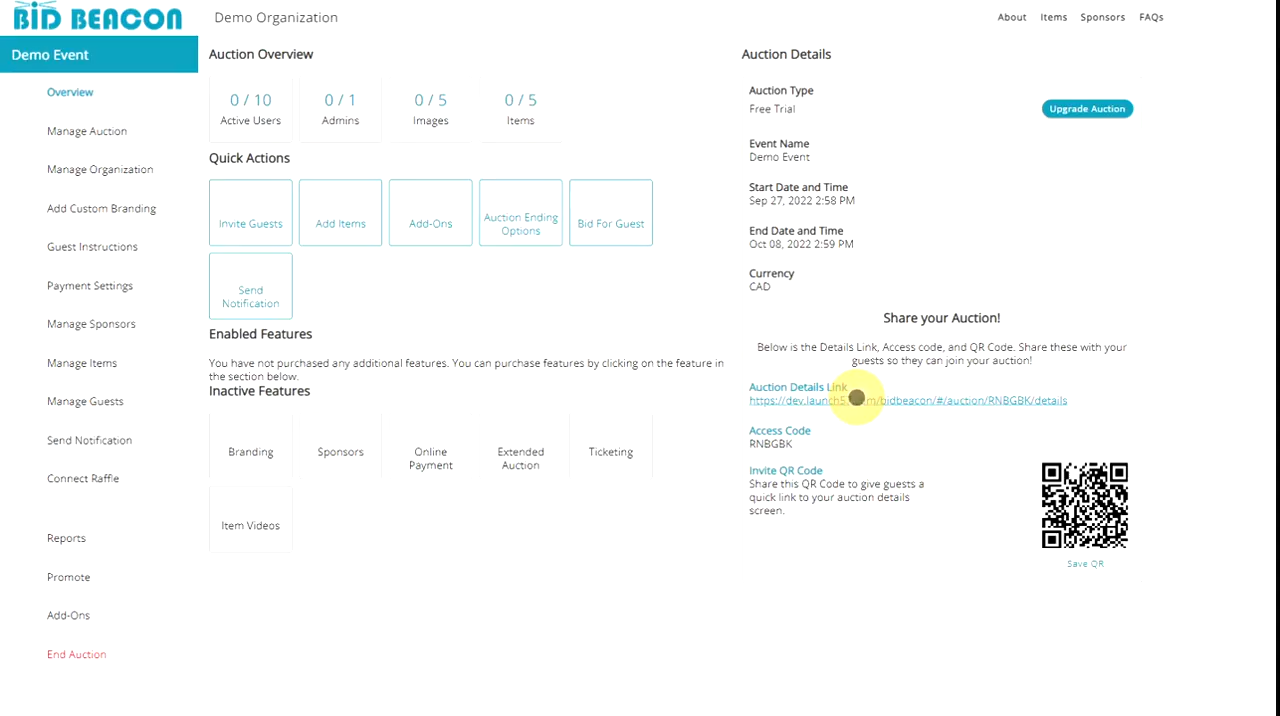 BID BEACON
Demo Organization
About
Items
Sponsors
FAQs
Demo Event
Overview
Manage Auction
Manage Organization
Add Custom Branding
Guest Instructions
Payment Settings
Manage Sponsors
Manage Items
Manage Guests
Send Notification
Connect Raffle
Reports
Promote
Add-Ons
End Auction
Auction Overview
0 / 10
Active Users
0 / 1
Admins
0 / 5
Images
0 / 5
Items
Quick Actions
Invite Guests
Add Items
Add-Ons
Auction Ending
Options
Bid For Guest
Send
Notification
Enabled Features
You have not purchased any additional features. You can purchase features by clicking on the feature in
the section below.
Inactive Features
Branding
Sponsors
Online
Payment
Extended
Auction
Ticketing
Item Videos
Auction Details
Auction Type
Free Trial
Upgrade Auction
Event Name
Demo Event
Start Date and Time
Sep 27, 2022 2:58 PM
End Date and Time
Oct 08, 2022 2:59 PM
Currency
CAD
Share your Auction!
Below is the Details Link, Access code, and QR Code. Share these with your
guests so they can join your auction!
Auction Details Link
Access Code
RNBGBK
Invite QR Code
Share this QR Code to give guests a
quick link to your auction details
screen.
Save QR